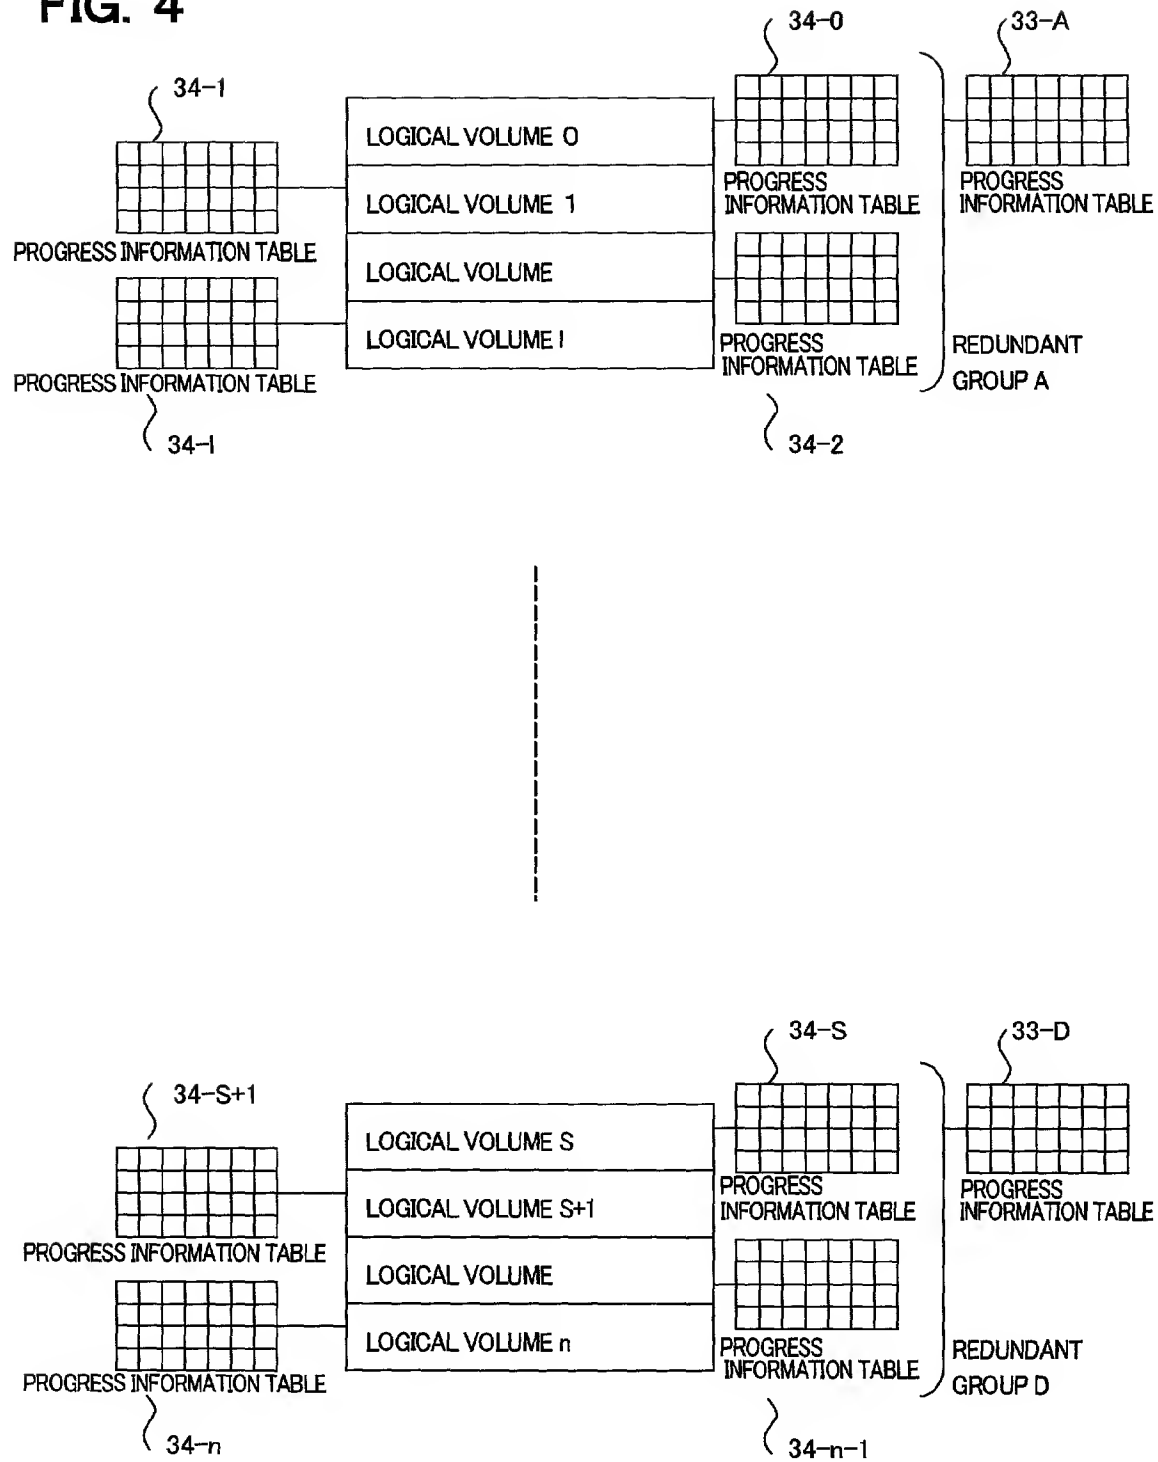 FIG. 4
34-0
33-A
34-1
LOGICAL VOLUME 0
PROGRESS
INFORMATION TABLE
PROGRESS
INFORMATION TABLE
LOGICAL VOLUME 1
PROGRESS INFORMATION TABLE
LOGICAL VOLUME
LOGICAL VOLUME l
PROGRESS
INFORMATION TABLE
REDUNDANT
GROUP A
PROGRESS INFORMATION TABLE
34-l
34-2
34-S
33-D
34-S+1
LOGICAL VOLUME S
PROGRESS
INFORMATION TABLE
PROGRESS
INFORMATION TABLE
LOGICAL VOLUME S+1
PROGRESS INFORMATION TABLE
LOGICAL VOLUME
LOGICAL VOLUME n
PROGRESS
INFORMATION TABLE
REDUNDANT
GROUP D
PROGRESS INFORMATION TABLE
34-n
34-n-1